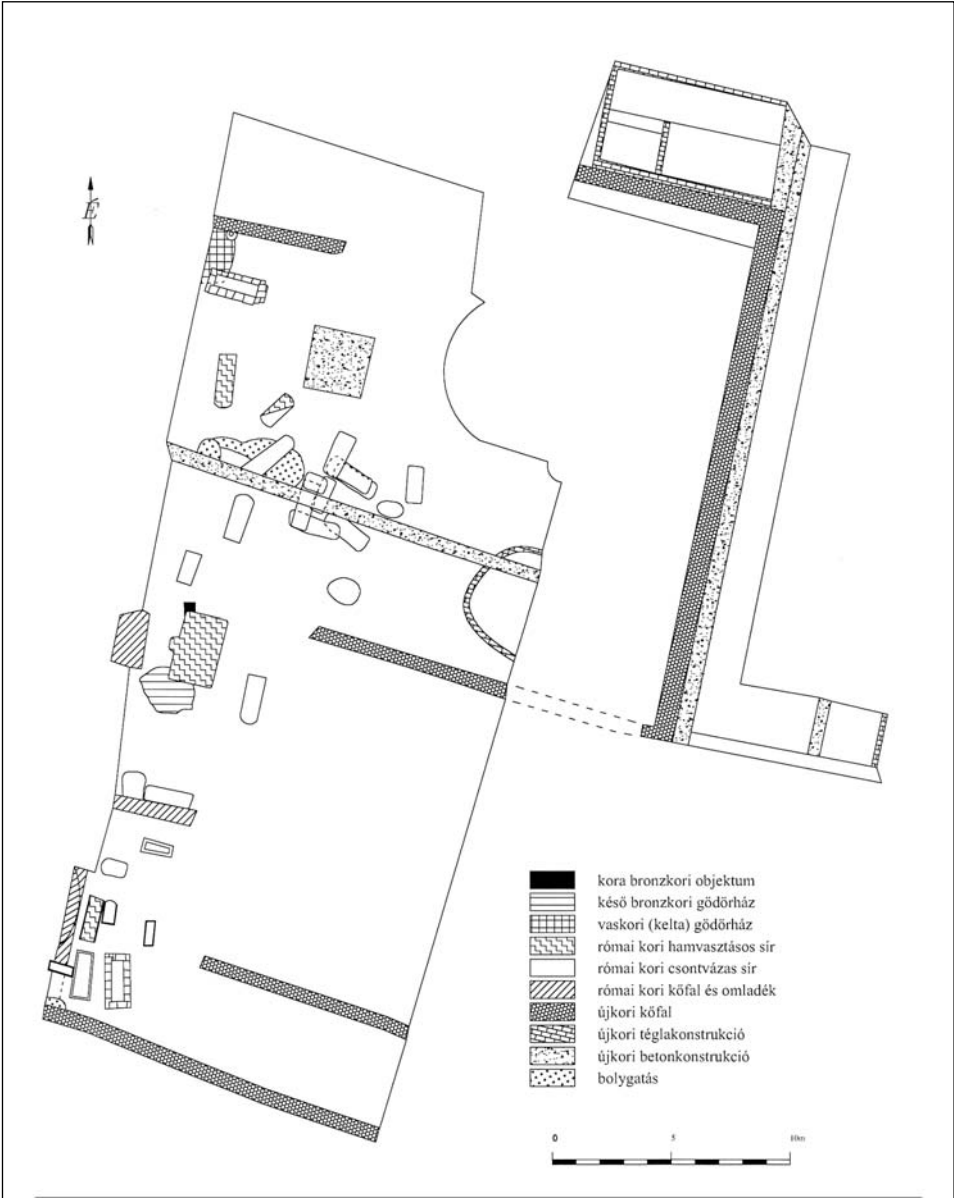 É
kora bronzkori objektum
késő bronzkori gödörház
vaskori (kelta) gödörház
római kori hamvasztásos sír
római kori csontvázas sír
római kori kőfal és omladék
újkori kőfal
újkori téglakonstrukció
újkori betonkonstrukció
bolygatás
0 5 10m